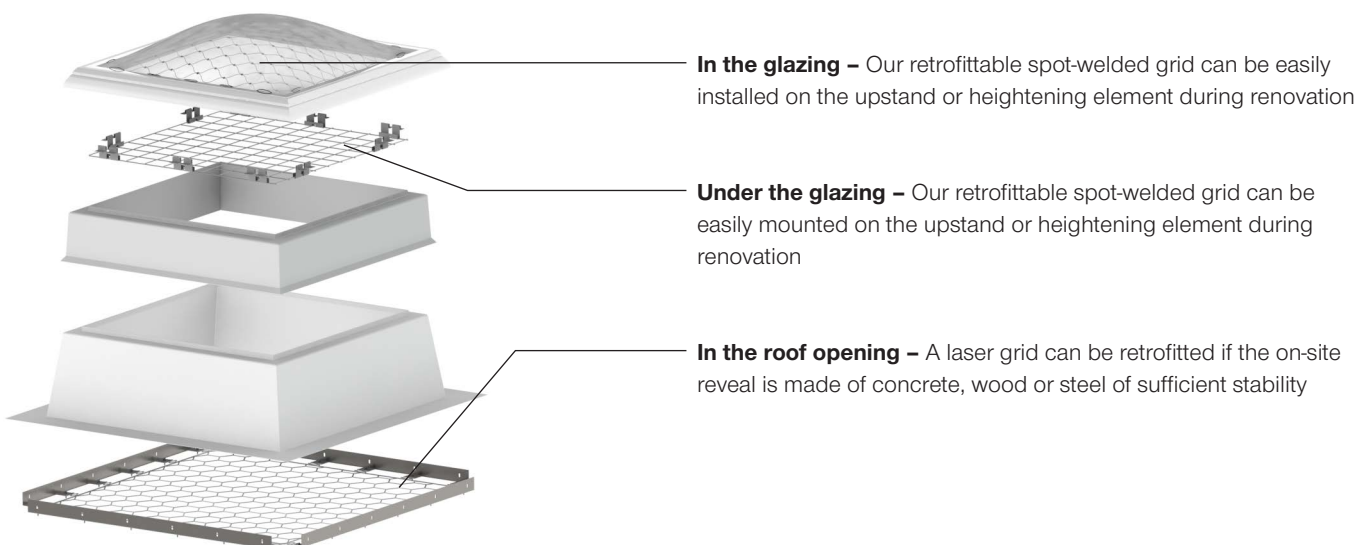 In the glazing – Our retrofittable spot-welded grid can be easily
installed on the upstand or heightening element during renovation
Under the glazing – Our retrofittable spot-welded grid can be
easily mounted on the upstand or heightening element during
renovation
In the roof opening – A laser grid can be retrofitted if the on-site
reveal is made of concrete, wood or steel of sufficient stability